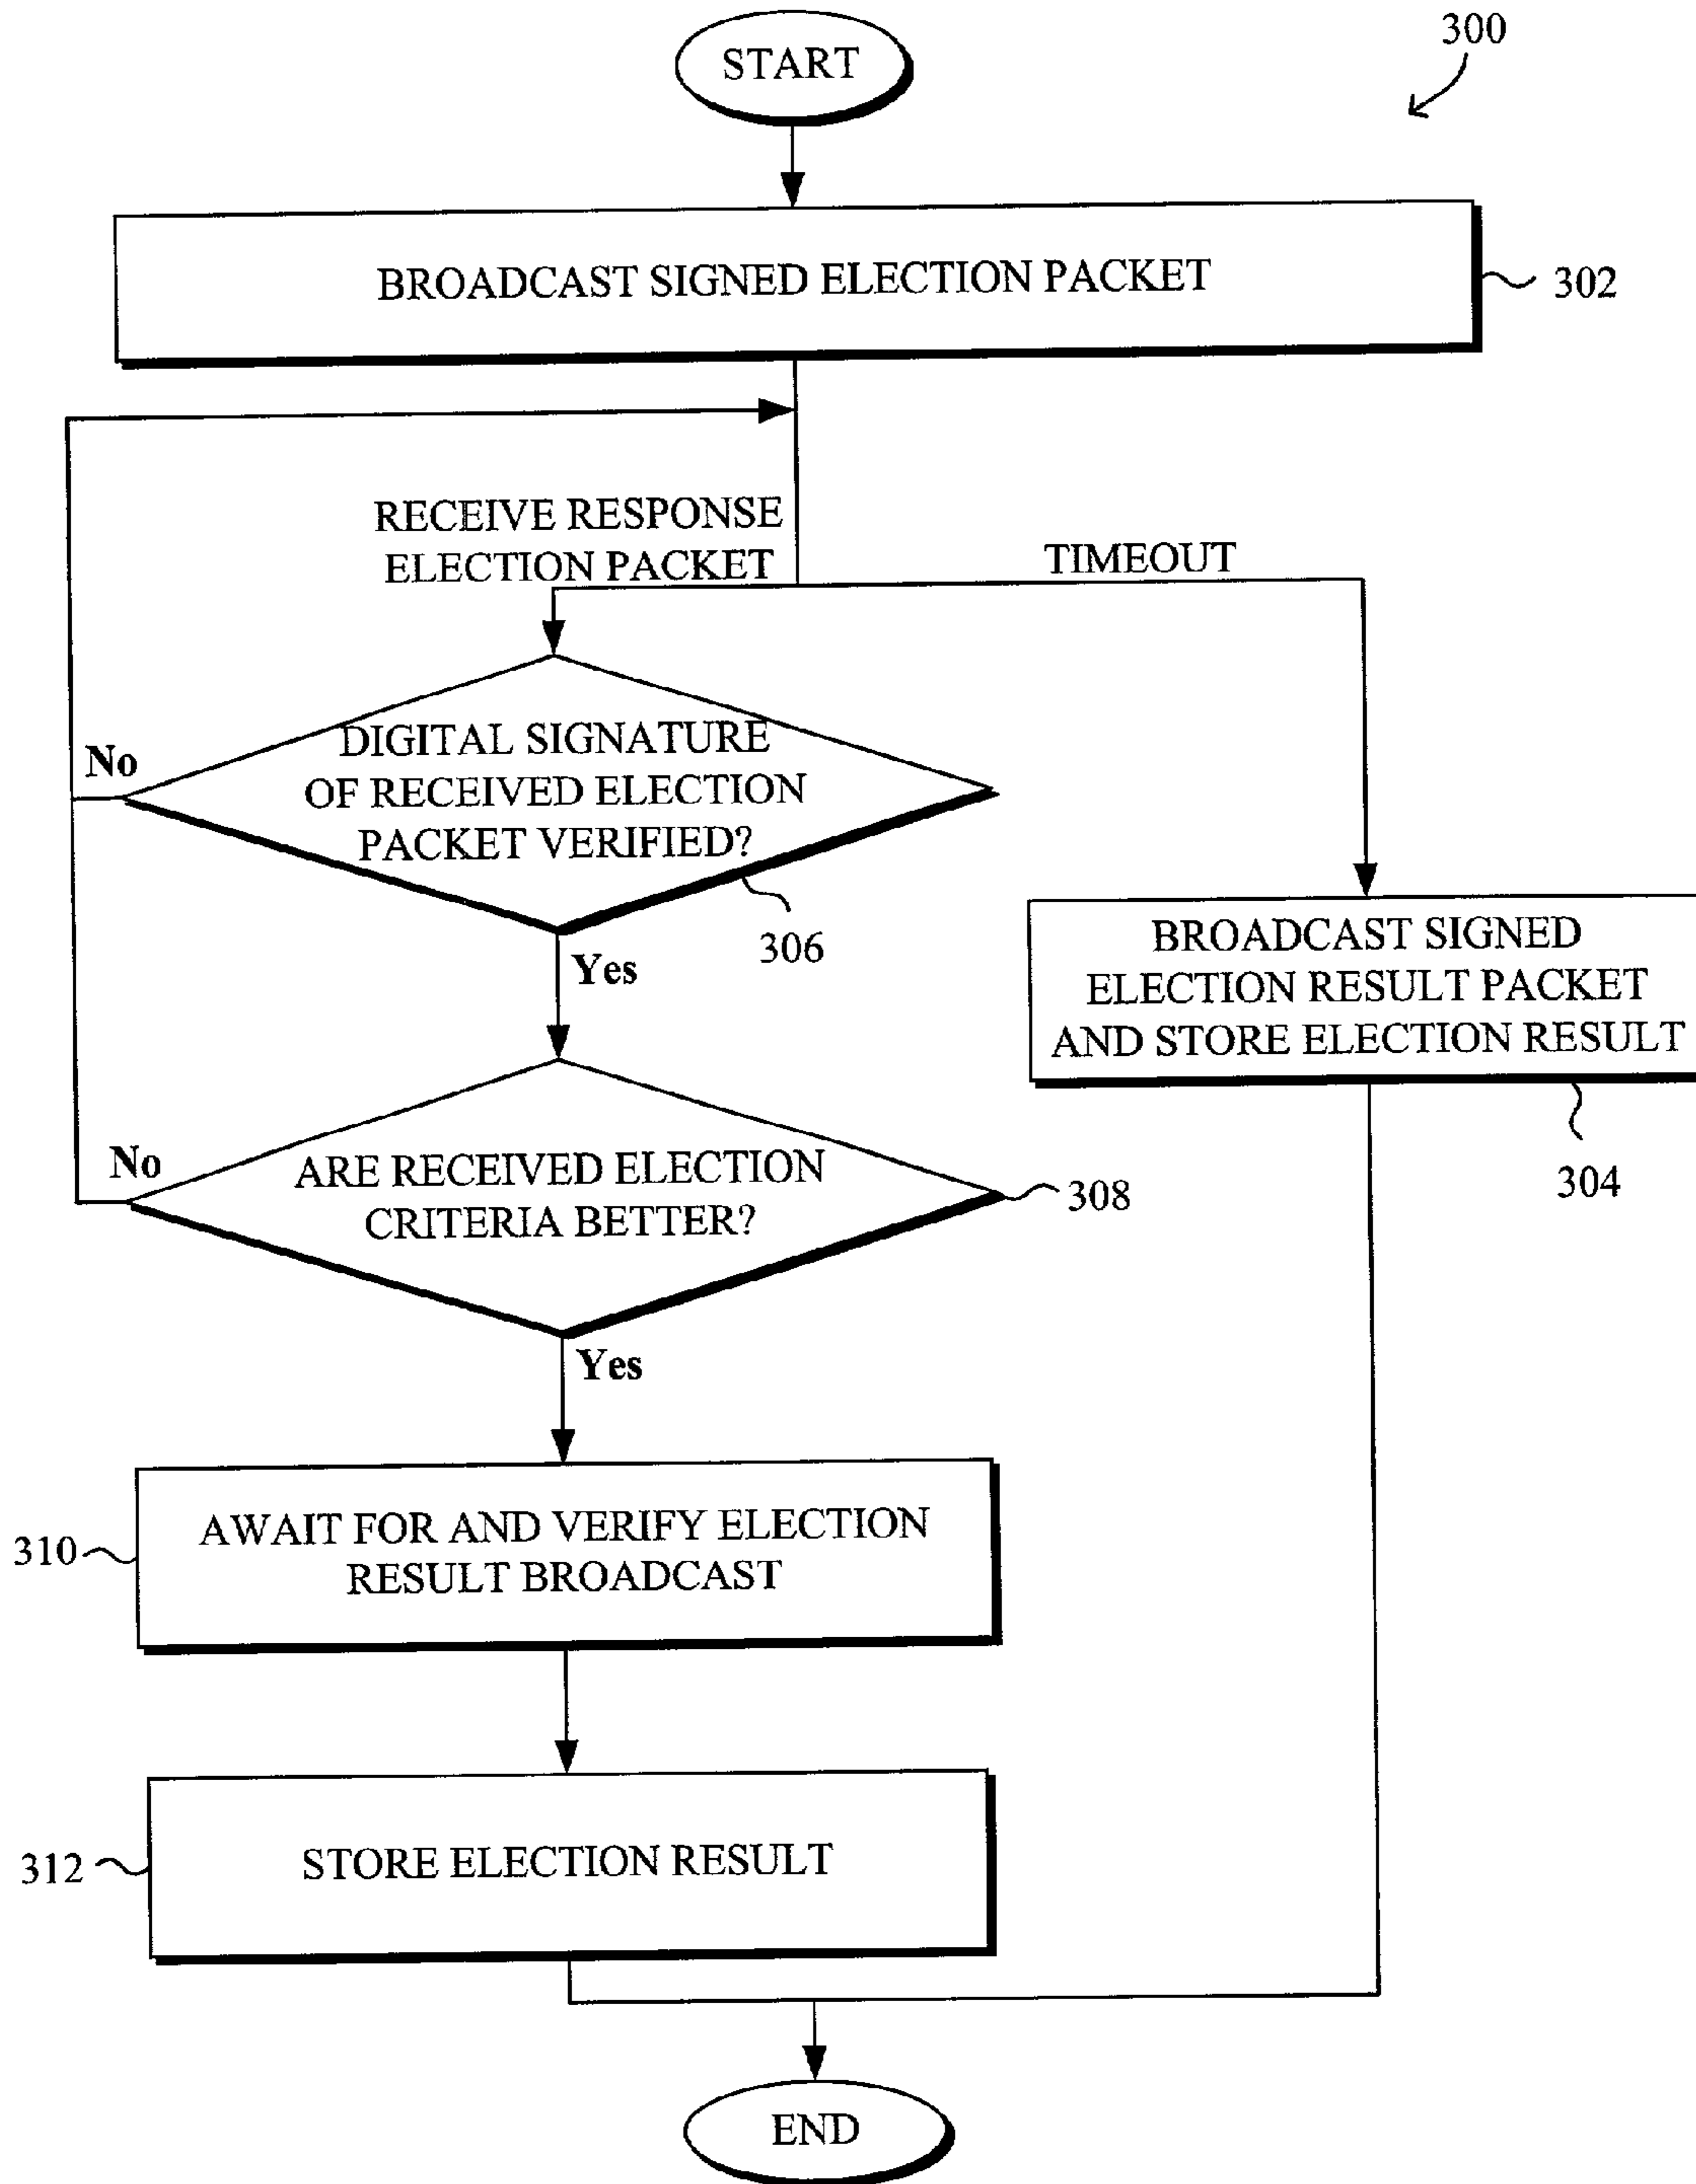 START
300
BROADCAST SIGNED ELECTION PACKET
302
RECEIVE RESPONSE
ELECTION PACKET
TIMEOUT
DIGITAL SIGNATURE
OF RECEIVED ELECTION
PACKET VERIFIED?
No
306
Yes
BROADCAST SIGNED
ELECTION RESULT PACKET
AND STORE ELECTION RESULT
304
ARE RECEIVED ELECTION
CRITERIA BETTER?
No
308
Yes
AWAIT FOR AND VERIFY ELECTION
RESULT BROADCAST
310
STORE ELECTION RESULT
312
END